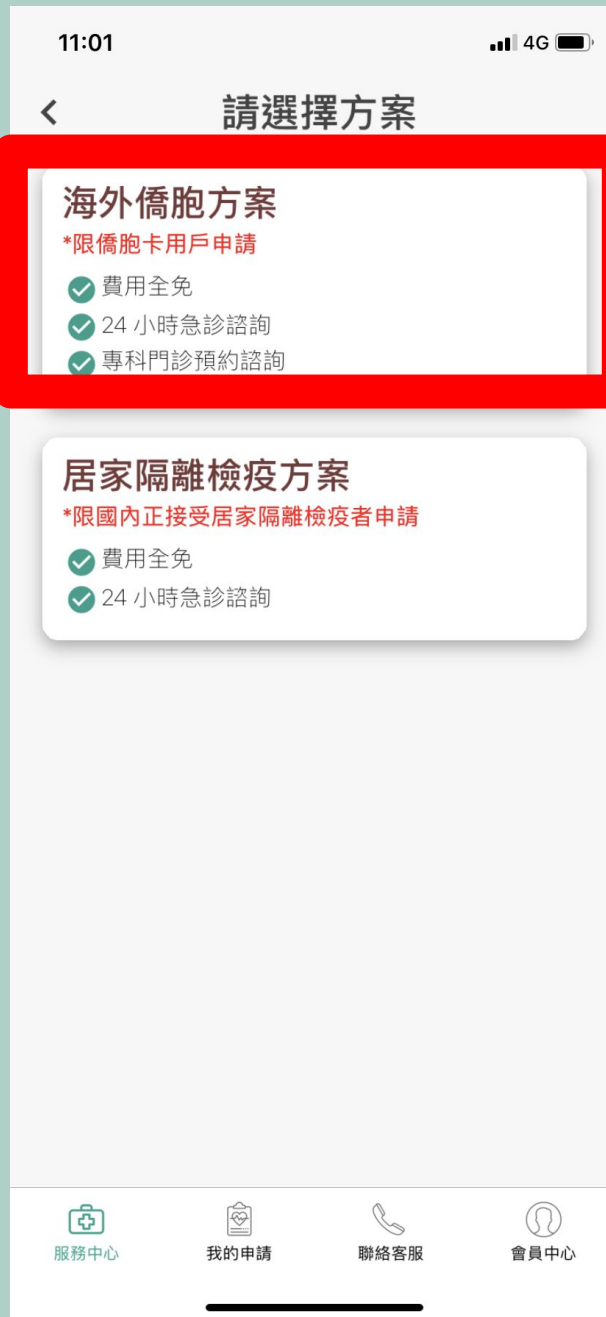 11:01
4G
請選擇方案
海外僑胞方案
*限僑胞卡用戶申請
費用全免
24 小時急診諮詢
專科門診預約諮詢
居家隔離檢疫方案
*限國內正接受居家隔離檢疫者申請
費用全免
24 小時急診諮詢
服務中心
我的申請
聯絡客服
會員中心